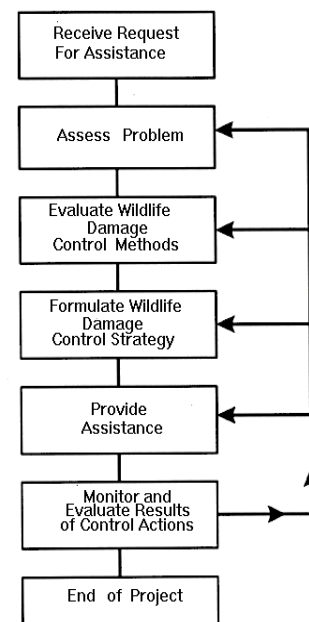 Receive Request
For Assistance
Assess Problem
Evaluate Wildlife
Damage
Control Methods
Formulate Wildlife
Damage
Control Strategy
Provide
Assistance
Monitor and
Evaluate Results
of Control Actions
End of Project